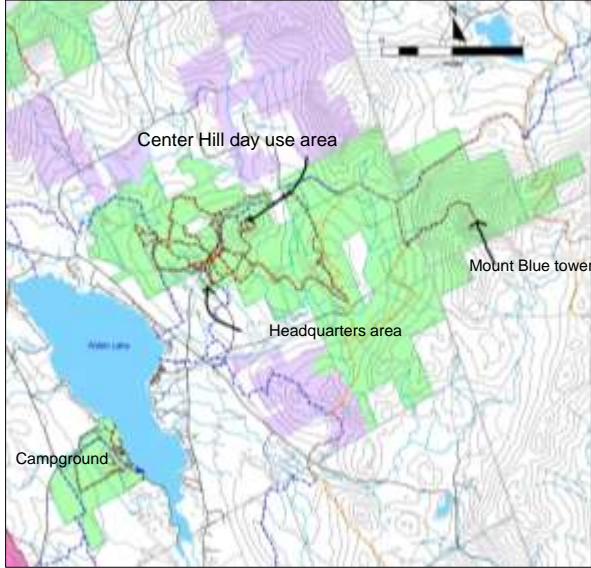 Center Hill day use area
Mount Blue tower
Headquarters area
Campground